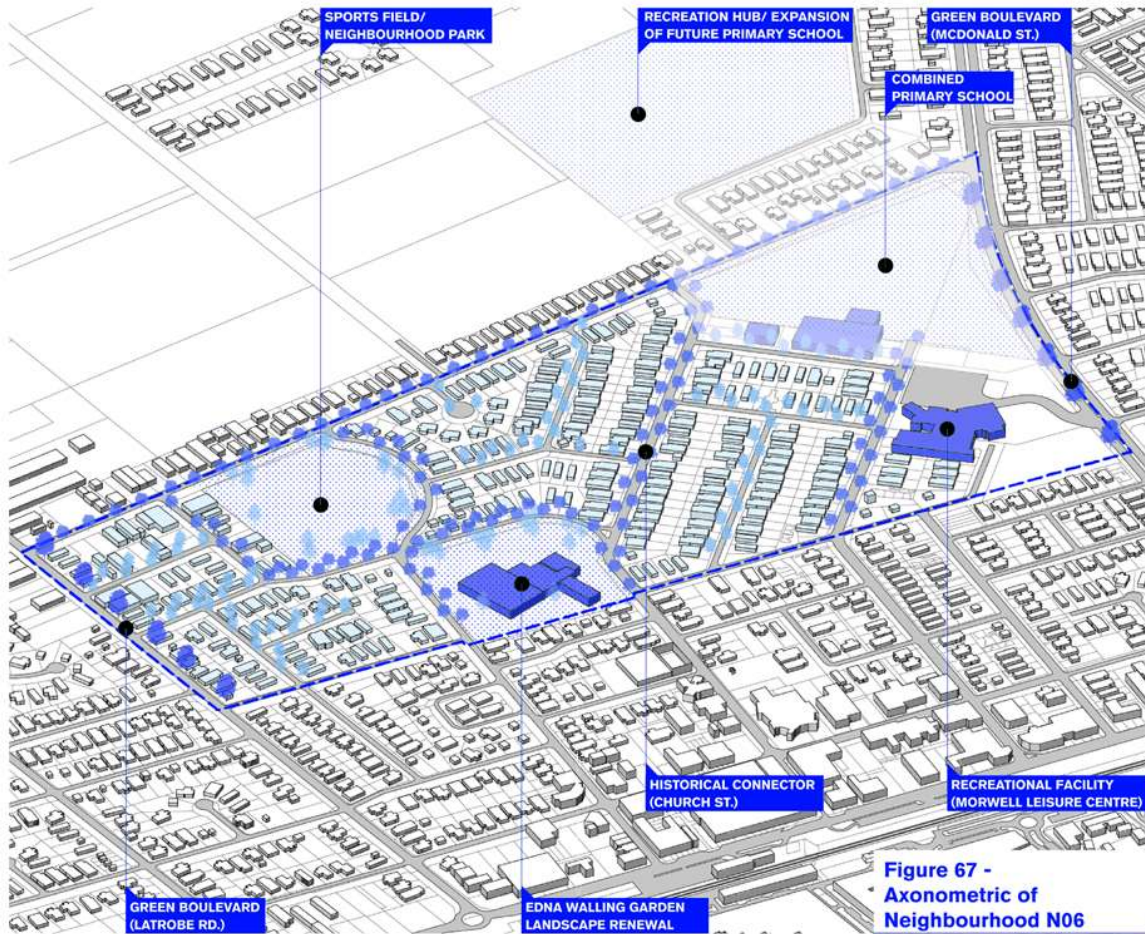 SPORTS FIELD/
NEIGHBOURHOOD PARK
RECREATION HUB/ EXPANSION
OF FUTURE PRIMARY SCHOOL
GREEN BOULEVARD
(MCDONALD ST.)
COMBINED
PRIMARY SCHOOL
HISTORICAL CONNECTOR
(CHURCH ST.)
RECREATIONAL FACILITY
(MORWELL LEISURE CENTRE)
GREEN BOULEVARD
(LATROBE RD.)
EDNA WALLING GARDEN
LANDSCAPE RENEWAL
Figure 67 -
Axonometric of
Neighbourhood N06